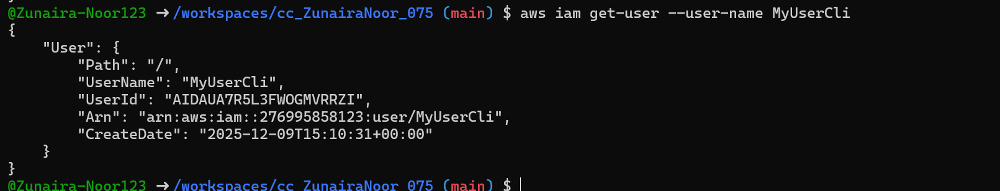 @Zunaira-Noor123 ➜ /workspaces/cc_ZunairaNoor_075 (main) $ aws iam get-user --user-name MyUserCli
{
    "User": {
        "Path": "/",
        "UserName": "MyUserCli",
        "UserId": "AIDAUA7R5L3FWOGMVRRZI",
        "Arn": "arn:aws:iam::276995858123:user/MyUserCli",
        "CreateDate": "2025-12-09T15:10:31+00:00"
    }
}
@Zunaira-Noor123 ➜ /workspaces/cc_ZunairaNoor_075 (main) $